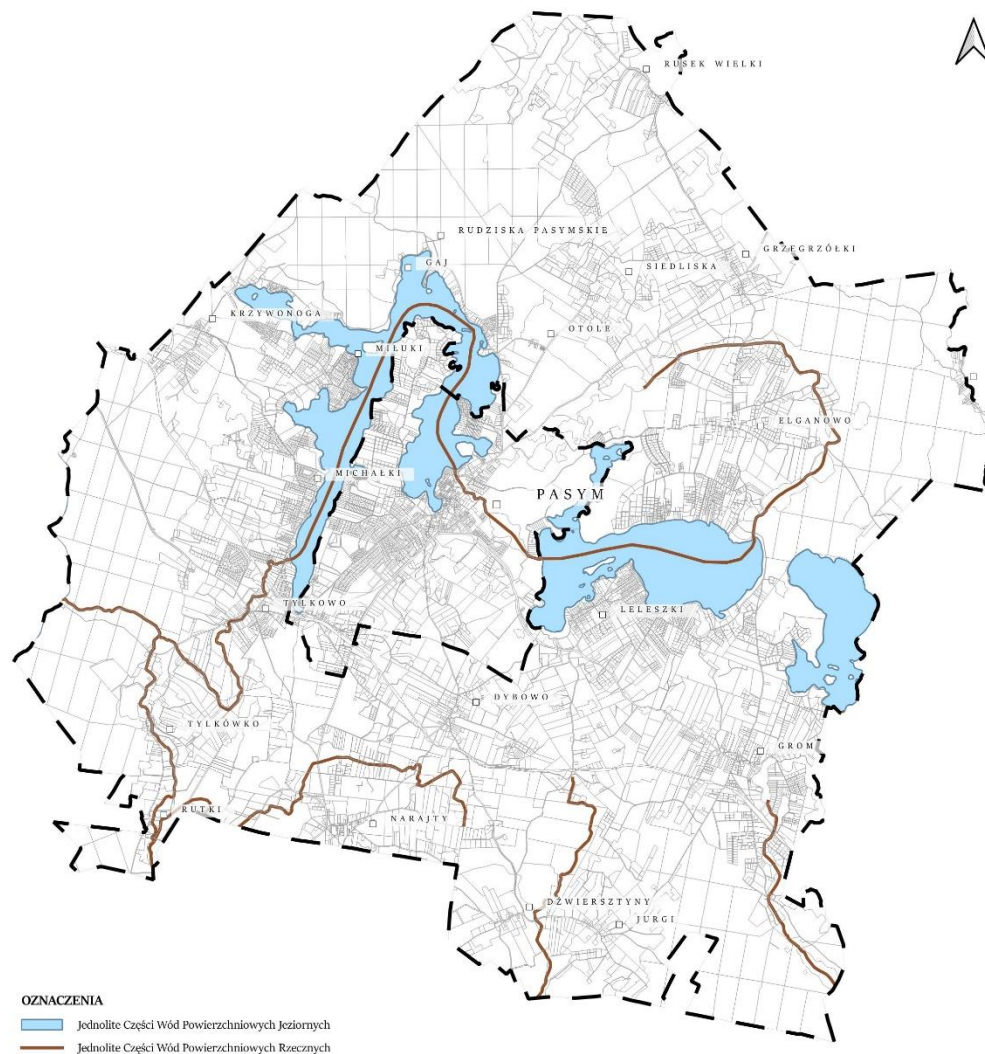 RUSEK WIELKI
RUDZISKA PASYMSKIE
GRZEGRZÓŁKI
GAJ
SIEDLISKA
KRZYWONOGA
OTOLE
MIŁUKI
ELGANOWO
MICHAŁKI
PASYM
TYLKOWO
LELESZKI
DYBOWO
TYLKÓWKO
GROM
RUTKI
NARAJTY
DŹWIERSZTYNY
JURGI
OZNACZENIA
Jednolite Części Wód Powierzchniowych Jeziornych
Jednolite Części Wód Powierzchniowych Rzecznych